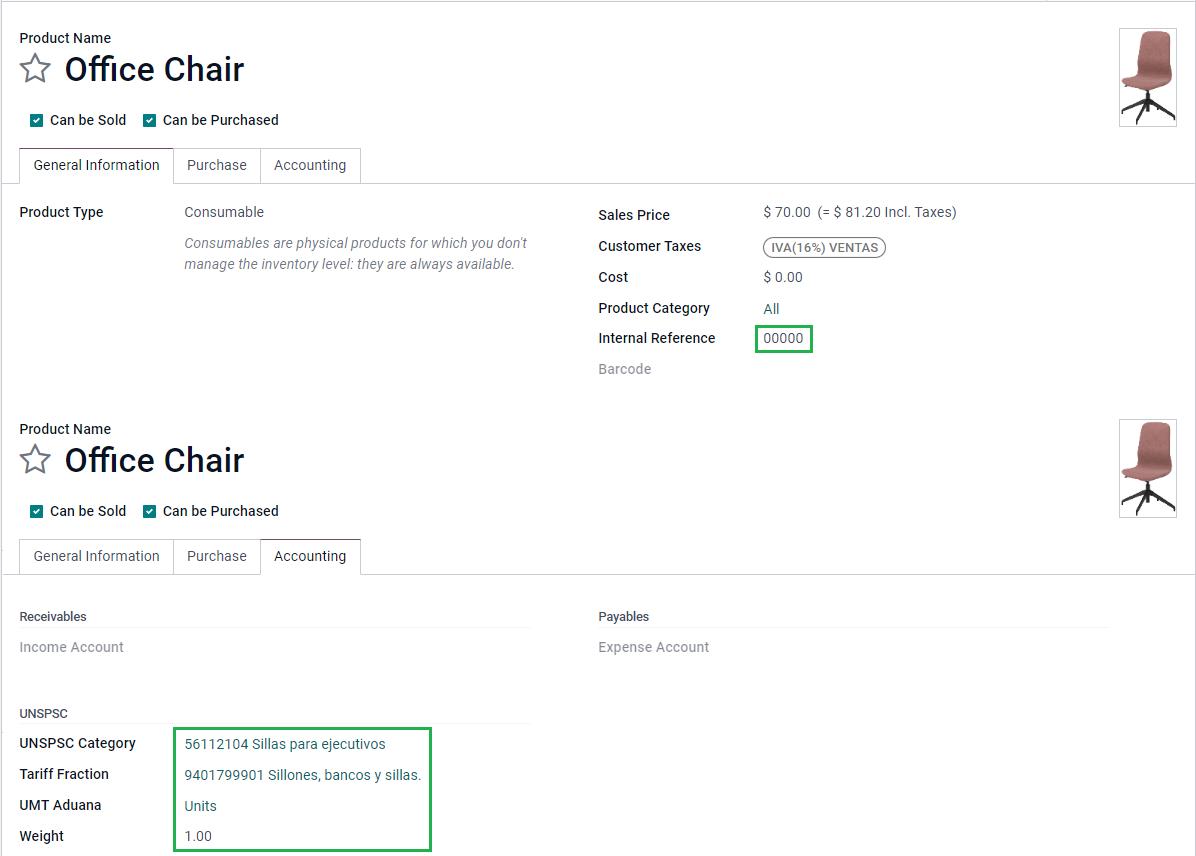 Product Name
Office Chair
Can be Sold Can be Purchased
General Information Purchase Accounting
Product Type Consumable
Consumables are physical products for which you don't
manage the inventory level: they are always available.
Sales Price $ 70.00 (= $ 81.20 Incl. Taxes)
Customer Taxes IVA(16%) VENTAS
Cost $ 0.00
Product Category All
Internal Reference 00000
Barcode
Product Name
Office Chair
Can be Sold Can be Purchased
General Information Purchase Accounting
Receivables
Income Account
Payables
Expense Account
UNSPSC
UNSPSC Category 56112104 Sillas para ejecutivos
Tariff Fraction 9401799901 Sillones, bancos y sillas.
UMT Aduana Units
Weight 1.00